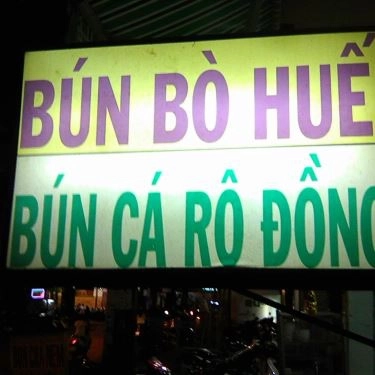 BÚN BÒ HUẾ
BÚN CÁ RÔ ĐỒNG